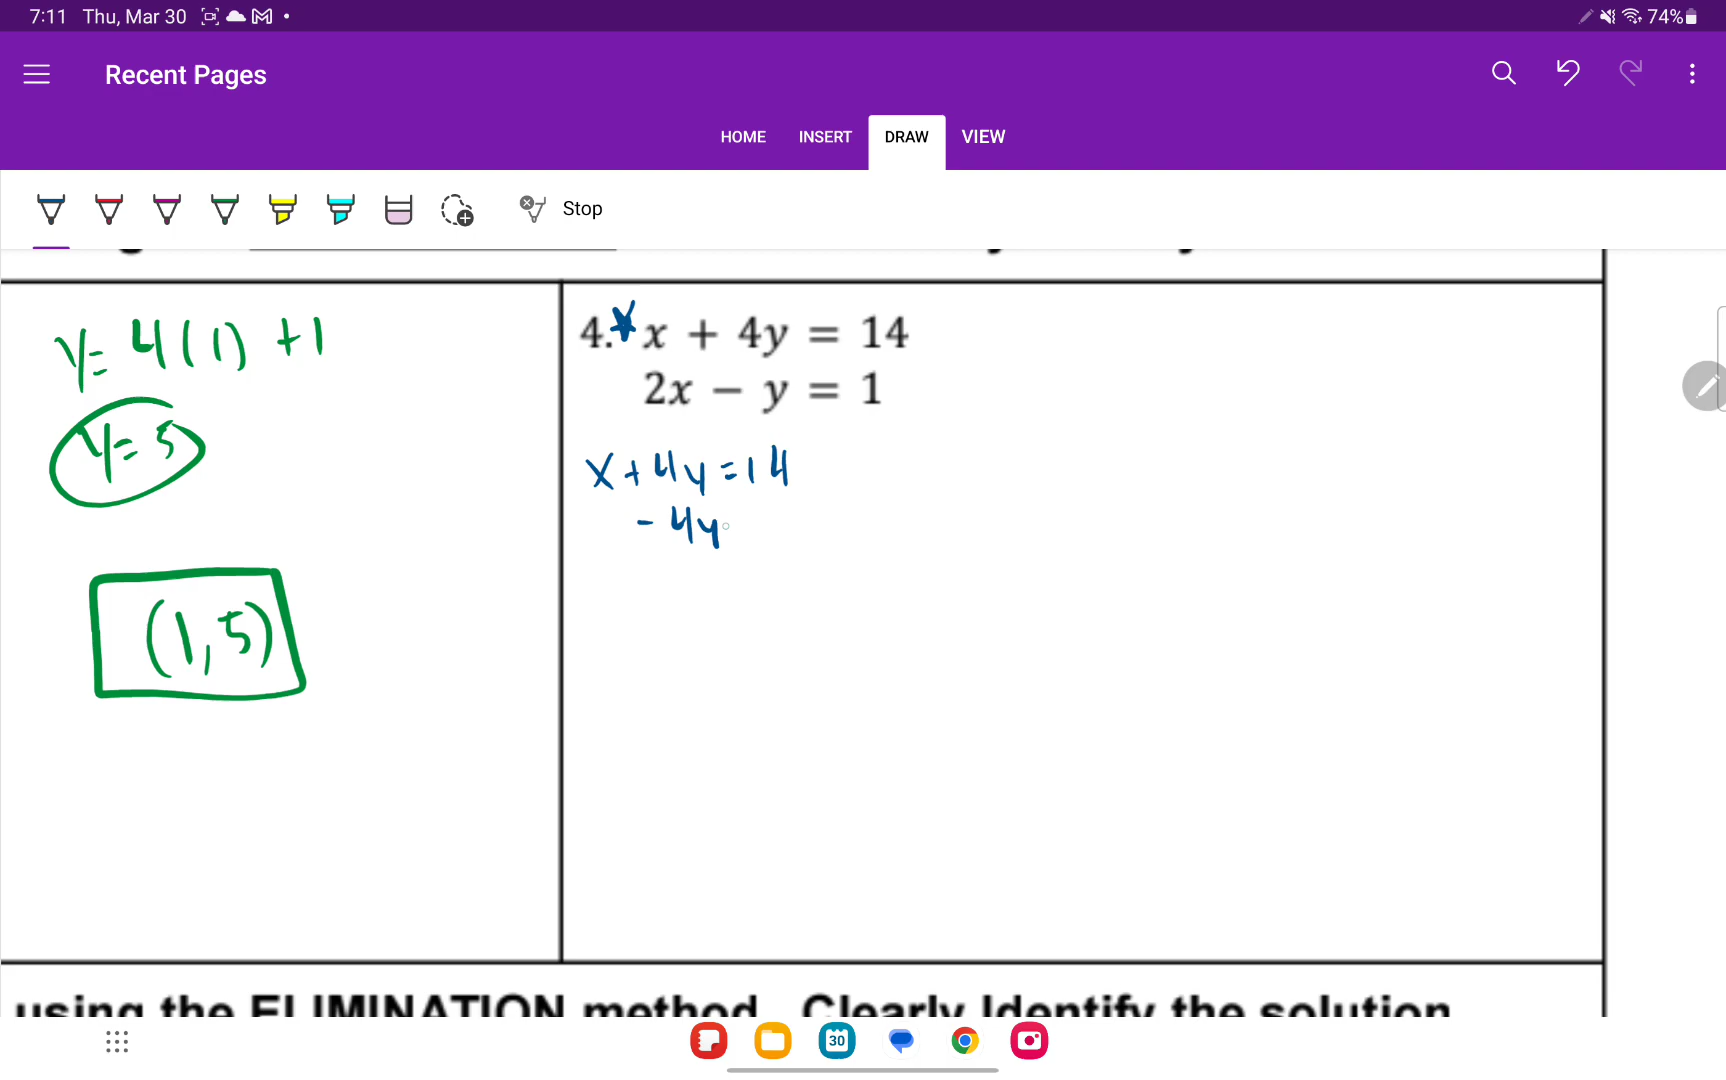 7:11 Thu, Mar 30 74%
Recent Pages
HOME INSERT DRAW VIEW
Stop
y= 4(1) +1
y= 5
(1,5)
4. x + 4y = 14
2x − y = 1
x+4y=14
- 4y
using the ELIMINATION method. Clearly Identify the solution
30